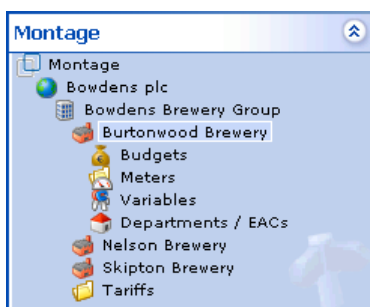 Montage
Montage
Bowdens plc
Bowdens Brewery Group
Burtonwood Brewery
Budgets
Meters
Variables
Departments / EACs
Nelson Brewery
Skipton Brewery
Tariffs